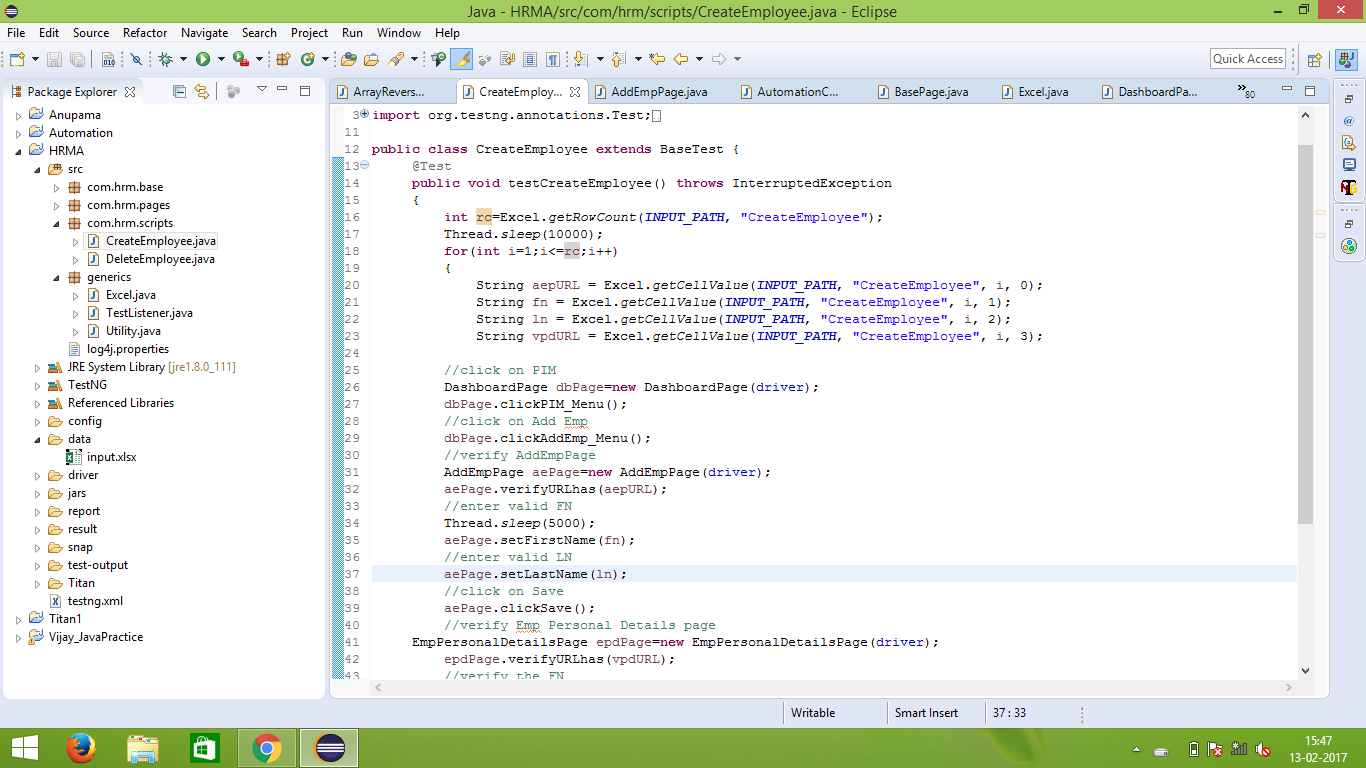 Java - HRMA/src/com/hrm/scripts/CreateEmployee.java - Eclipse
File Edit Source Refactor Navigate Search Project Run Window Help
Quick Access
Package Explorer
Anupama
Automation
HRMA
src
com.hrm.base
com.hrm.pages
com.hrm.scripts
CreateEmployee.java
DeleteEmployee.java
generics
Excel.java
TestListener.java
Utility.java
log4j.properties
JRE System Library [jre1.8.0_111]
TestNG
Referenced Libraries
config
data
input.xlsx
driver
jars
report
result
snap
test-output
Titan
testng.xml
Titan1
Vijay_JavaPractice
ArrayRevers... CreateEmploy... AddEmpPage.java AutomationC... BasePage.java Excel.java DashboardPa... »80
3 import org.testng.annotations.Test;
11
12 public class CreateEmployee extends BaseTest {
13 @Test
14 public void testCreateEmployee() throws InterruptedException
15 {
16 int rc=Excel.getRowCount(INPUT_PATH, "CreateEmployee");
17 Thread.sleep(10000);
18 for(int i=1;i<=rc;i++)
19 {
20 String aepURL = Excel.getCellValue(INPUT_PATH, "CreateEmployee", i, 0);
21 String fn = Excel.getCellValue(INPUT_PATH, "CreateEmployee", i, 1);
22 String ln = Excel.getCellValue(INPUT_PATH, "CreateEmployee", i, 2);
23 String vpdURL = Excel.getCellValue(INPUT_PATH, "CreateEmployee", i, 3);
24
25 //click on PIM
26 DashboardPage dbPage=new DashboardPage(driver);
27 dbPage.clickPIM_Menu();
28 //click on Add Emp
29 dbPage.clickAddEmp_Menu();
30 //verify AddEmpPage
31 AddEmpPage aePage=new AddEmpPage(driver);
32 aePage.verifyURLhas(aepURL);
33 //enter valid FN
34 Thread.sleep(5000);
35 aePage.setFirstName(fn);
36 //enter valid LN
37 aePage.setLastName(ln);
38 //click on Save
39 aePage.clickSave();
40 //verify Emp Personal Details page
41 EmpPersonalDetailsPage epdPage=new EmpPersonalDetailsPage(driver);
42 epdPage.verifyURLhas(vpdURL);
43 //verify the FN
Writable Smart Insert 37 : 33
15:47
13-02-2017